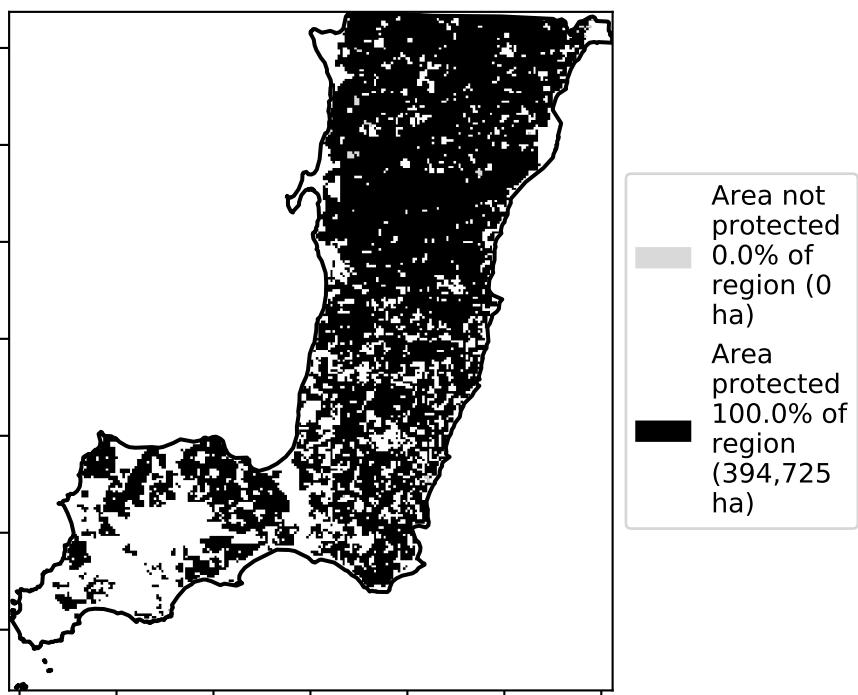 Area not
protected
0.0% of
region (0
ha)
Area
protected
100.0% of
region
(394,725
ha)